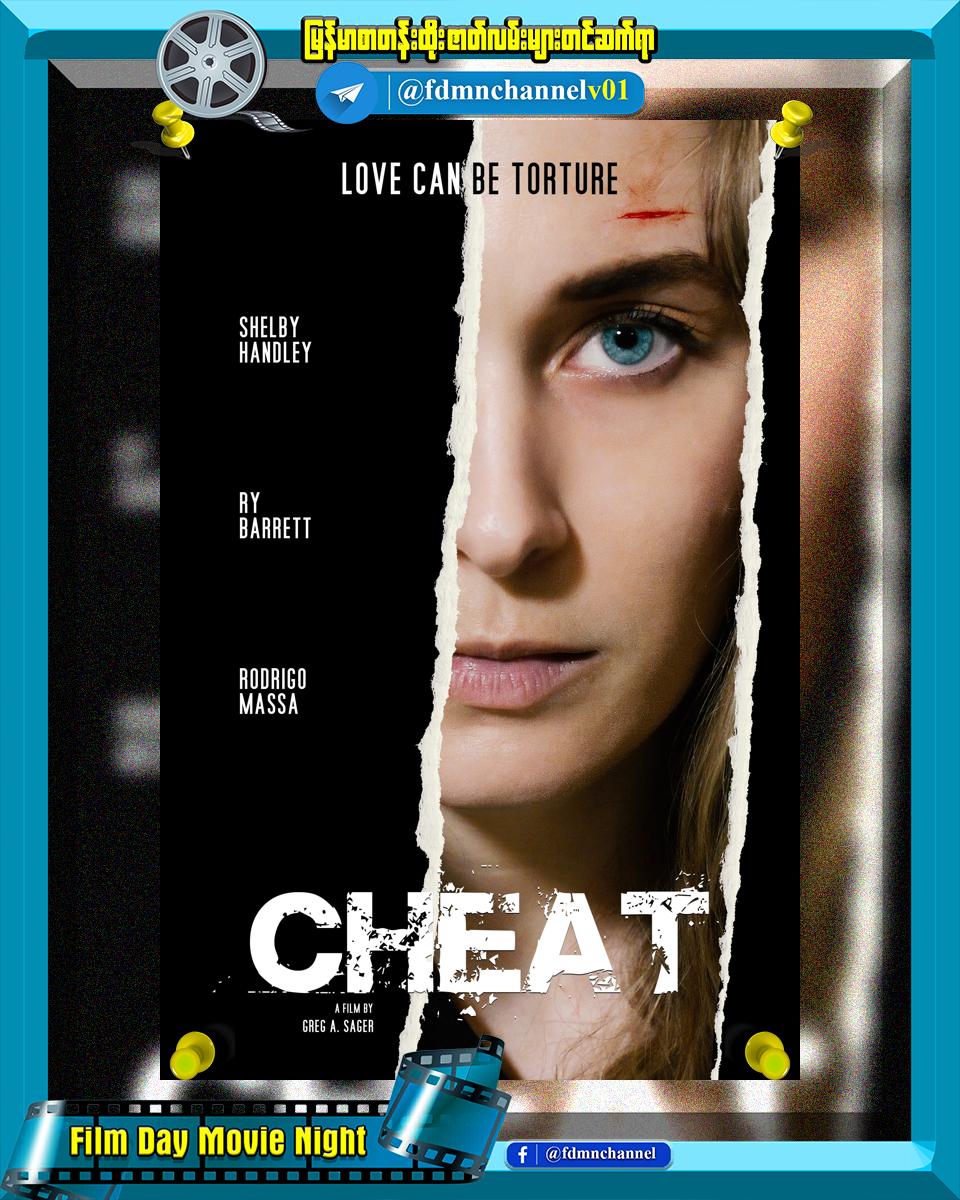 မြန်မာစာတန်းထိုးဇာတ်လမ်းများတင်ဆက်ရာ
@fdmnchannelv01
LOVE CAN BE TORTURE
SHELBY
HANDLEY
RY
BARRETT
RODRIGO
MASSA
CHEAT
A FILM BY
GREG A. SAGER
Film Day Movie Night
@fdmnchannel